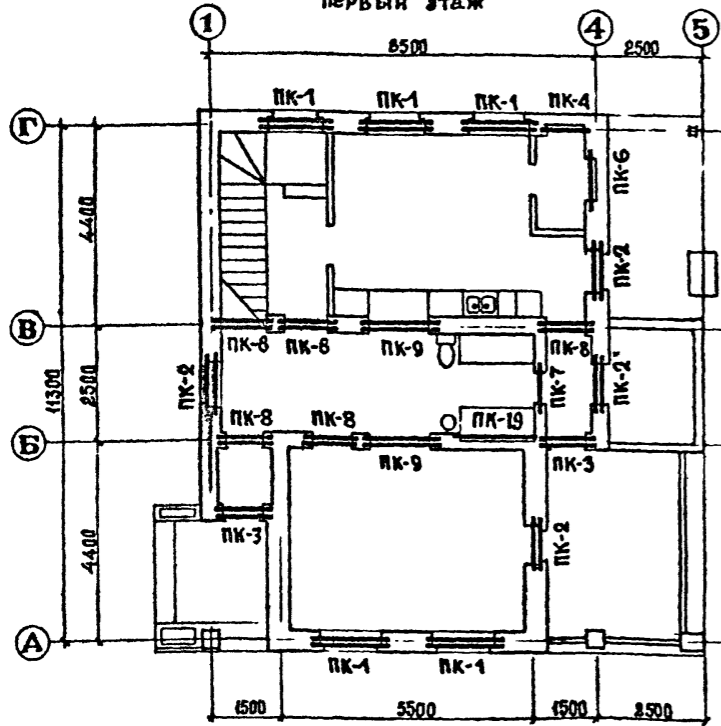 первый этаж
1 4 5
8500 2500
ПК-1 ПК-1 ПК-1 ПК-4
Г
ПК-6
4400
ПК-2
В
ПК-8 ПК-8 ПК-9 ПК-8
11300
2500
ПК-2 ПК-7 ПК-2'
ПК-8 ПК-8 ПК-19
Б
ПК-9 ПК-3
ПК-3 ПК-2
4400
А
ПК-1 ПК-1
1500 5500 1500 2500